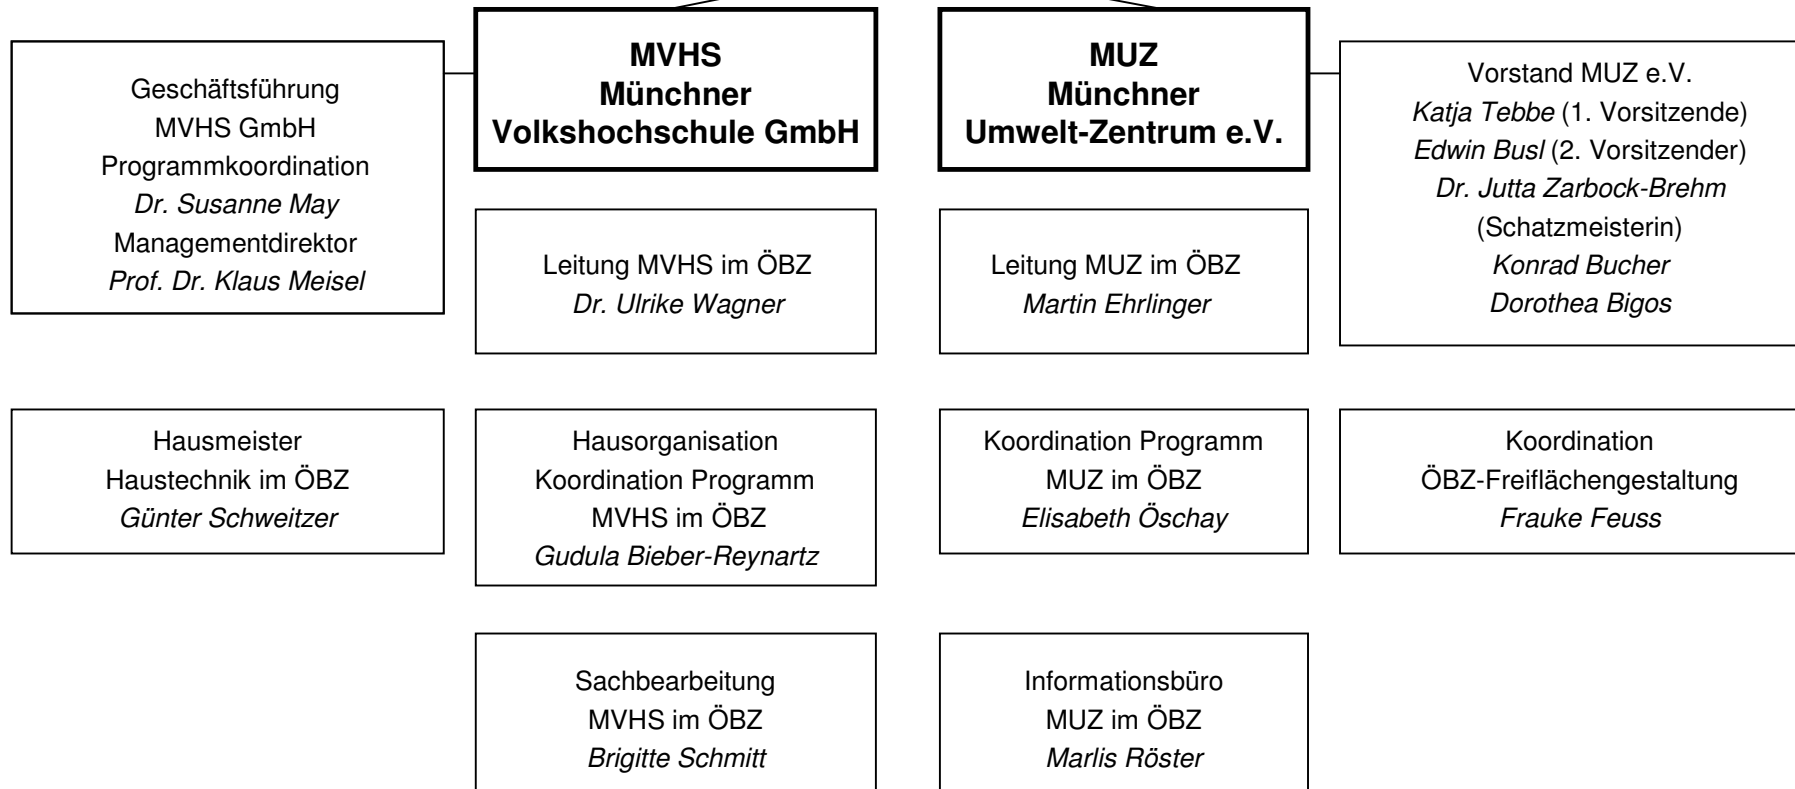 Geschäftsführung
MVHS GmbH
Programmkoordination
Dr. Susanne May
Managementdirektor
Prof. Dr. Klaus Meisel
MVHS
Münchner
Volkshochschule GmbH
MUZ
Münchner
Umwelt-Zentrum e.V.
Vorstand MUZ e.V.
Katja Tebbe (1. Vorsitzende)
Edwin Busl (2. Vorsitzender)
Dr. Jutta Zarbock-Brehm
(Schatzmeisterin)
Konrad Bucher
Dorothea Bigos
Leitung MVHS im ÖBZ
Dr. Ulrike Wagner
Leitung MUZ im ÖBZ
Martin Ehrlinger
Hausmeister
Haustechnik im ÖBZ
Günter Schweitzer
Hausorganisation
Koordination Programm
MVHS im ÖBZ
Gudula Bieber-Reynartz
Koordination Programm
MUZ im ÖBZ
Elisabeth Öschay
Koordination
ÖBZ-Freiflächengestaltung
Frauke Feuss
Sachbearbeitung
MVHS im ÖBZ
Brigitte Schmitt
Informationsbüro
MUZ im ÖBZ
Marlis Röster